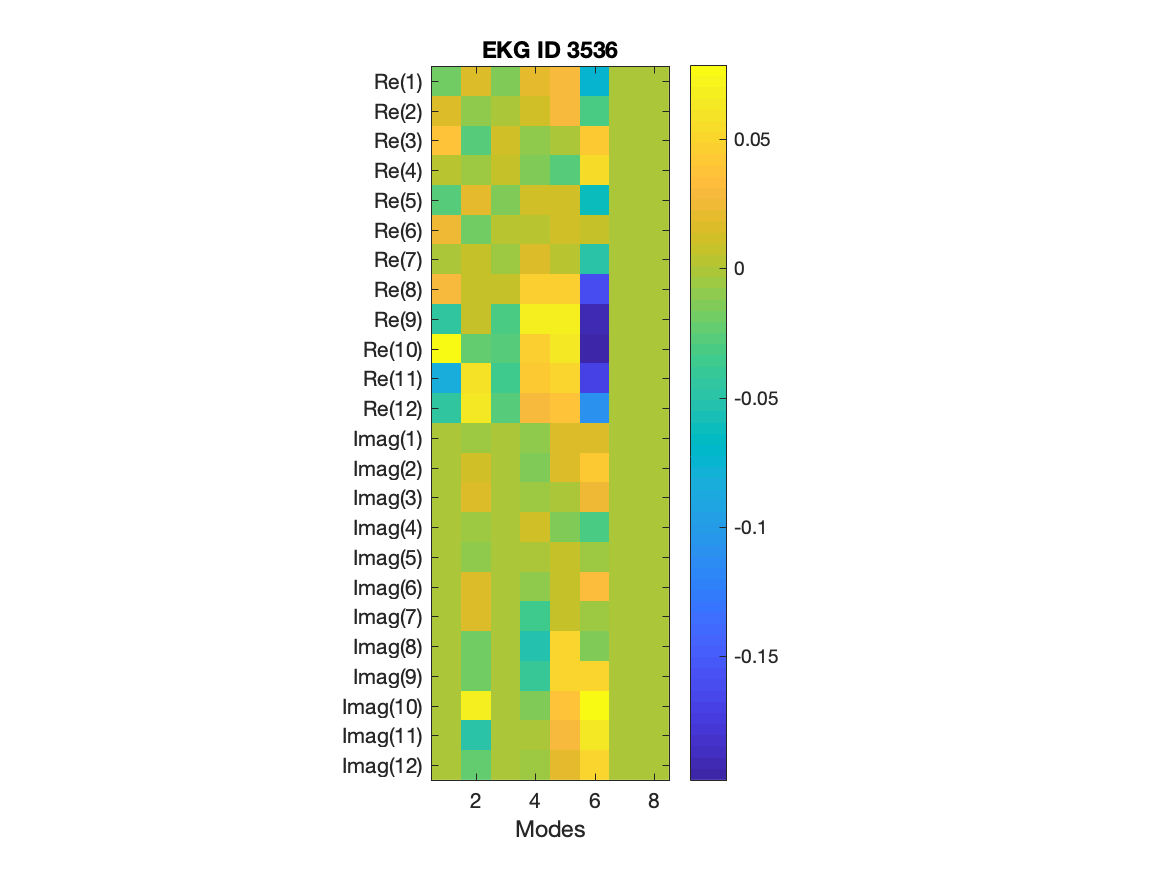 EKG ID 3536
Re(1)
Re(2)
Re(3)
Re(4)
Re(5)
Re(6)
Re(7)
Re(8)
Re(9)
Re(10)
Re(11)
Re(12)
Imag(1)
Imag(2)
Imag(3)
Imag(4)
Imag(5)
Imag(6)
Imag(7)
Imag(8)
Imag(9)
Imag(10)
Imag(11)
Imag(12)
2 4 6 8
Modes
0.05
0
-0.05
-0.1
-0.15